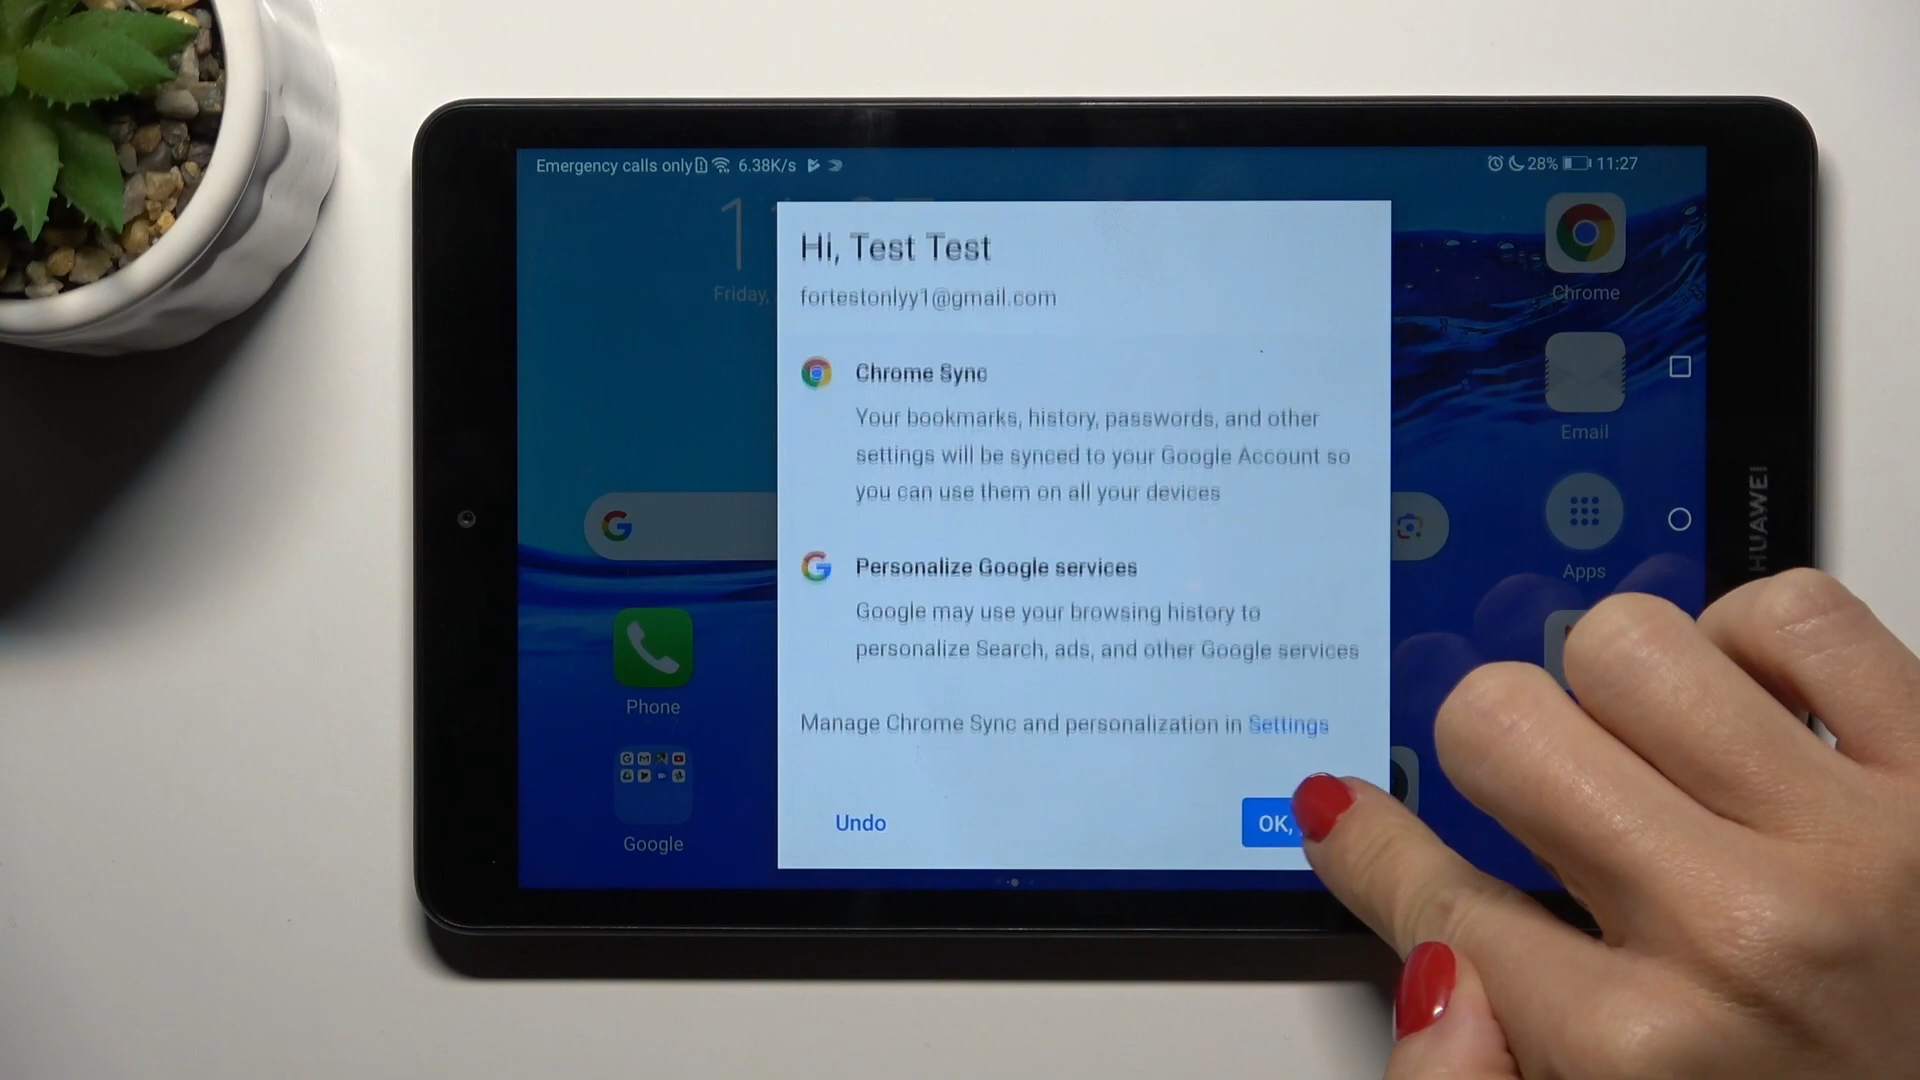 Emergency calls only 6.38K/s
28% 11:27
Friday,
Hi, Test Test
fortestonlyy1@gmail.com
Chrome Sync
Your bookmarks, history, passwords, and other
settings will be synced to your Google Account so
you can use them on all your devices
Personalize Google services
Google may use your browsing history to
personalize Search, ads, and other Google services
Manage Chrome Sync and personalization in Settings
Undo
OK,
Phone
Google
Chrome
Email
Apps
HUAWEI